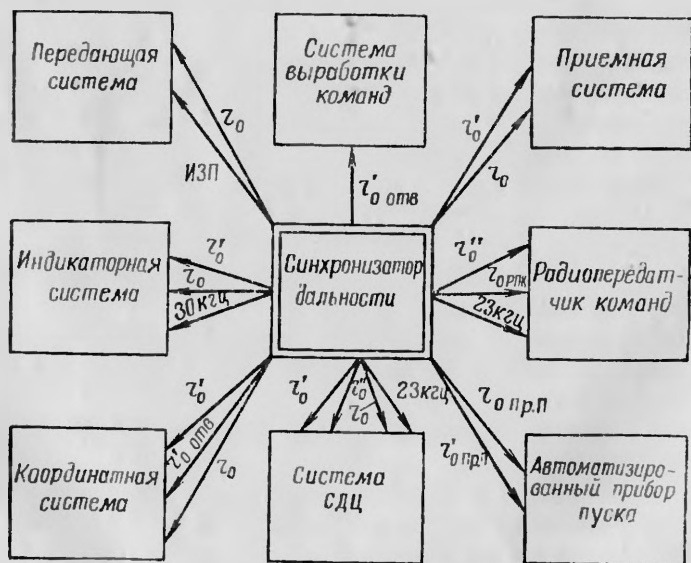 Передающая
система
Система
выработки
команд
Приемная
система
τ₀
ИЗП
τ'₀ отв
τ'₀
τ₀
Индикаторная
система
τ'₀
τ₀
30кгц
Синхронизатор
дальности
τ''₀
τ₀ РПК
23кгц
Радиопередат-
чик команд
τ'₀
τ'₀ отв
τ₀
τ'₀
τ''₀
τ₀
23кгц
τ₀ пр.п
τ'₀ пр.п
Координатная
система
Система
СДЦ
Автоматизиро-
ванный прибор
пуска